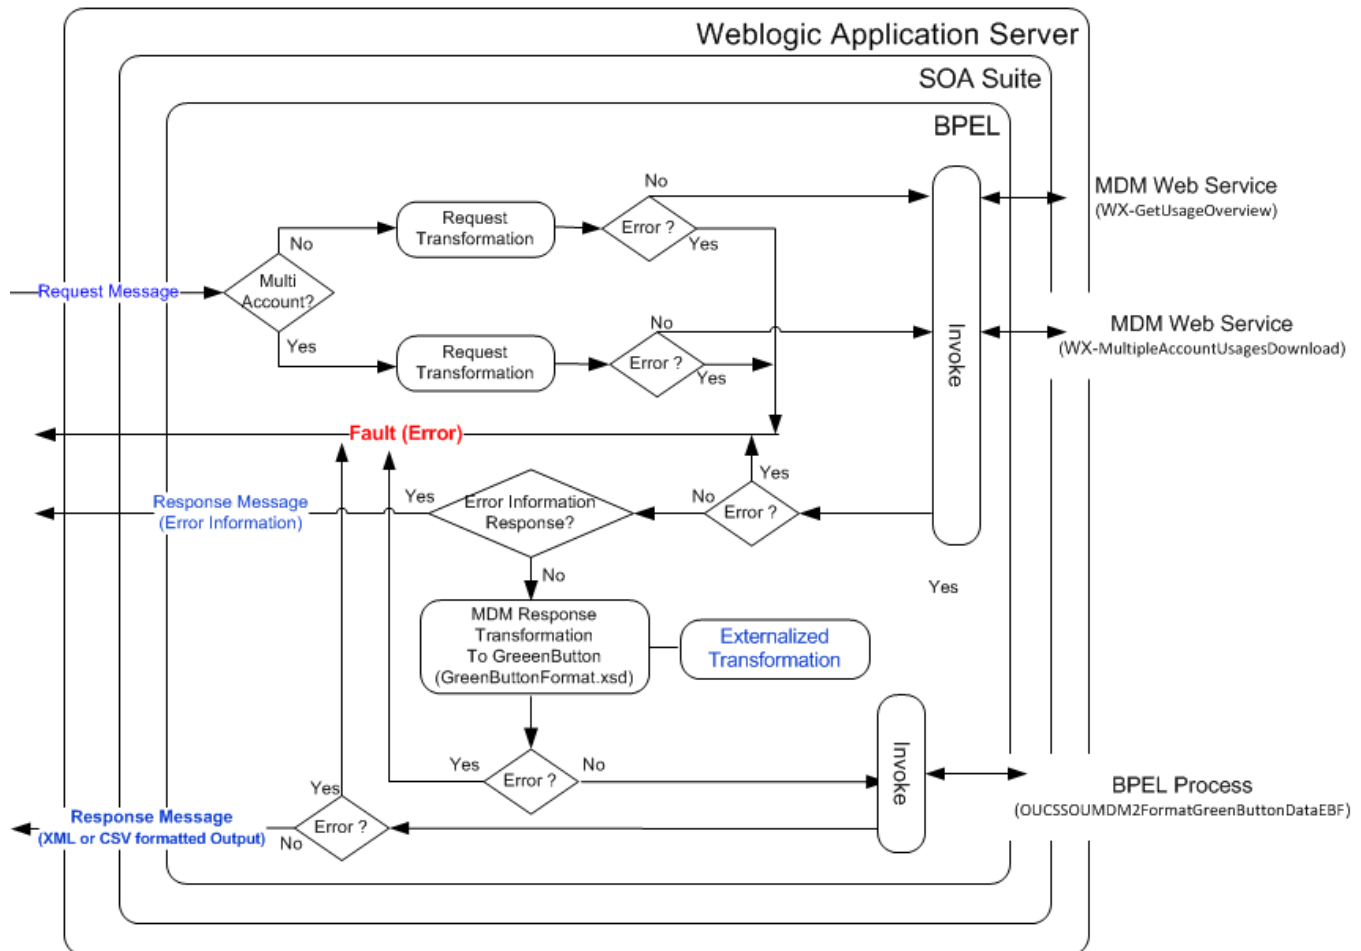 Weblogic Application Server
SOA Suite
BPEL
No
MDM Web Service
(WX-GetUsageOverview)
Request
Transformation
Error ?
No
Yes
Multi
Account?
Request Message
Yes
No
MDM Web Service
(WX-MultipleAccountUsagesDownload)
Request
Transformation
Error ?
Yes
Invoke
Fault (Error)
Yes
Response Message
(Error Information)
Yes
Error Information
Response?
No
Error ?
No
Yes
MDM Response
Transformation
To GreeenButton
(GreenButtonFormat.xsd)
Externalized
Transformation
Yes
Error ?
No
Invoke
BPEL Process
(OUCSSOUMDM2FormatGreenButtonDataEBF)
Yes
Response Message
(XML or CSV formatted Output)
No
Error ?